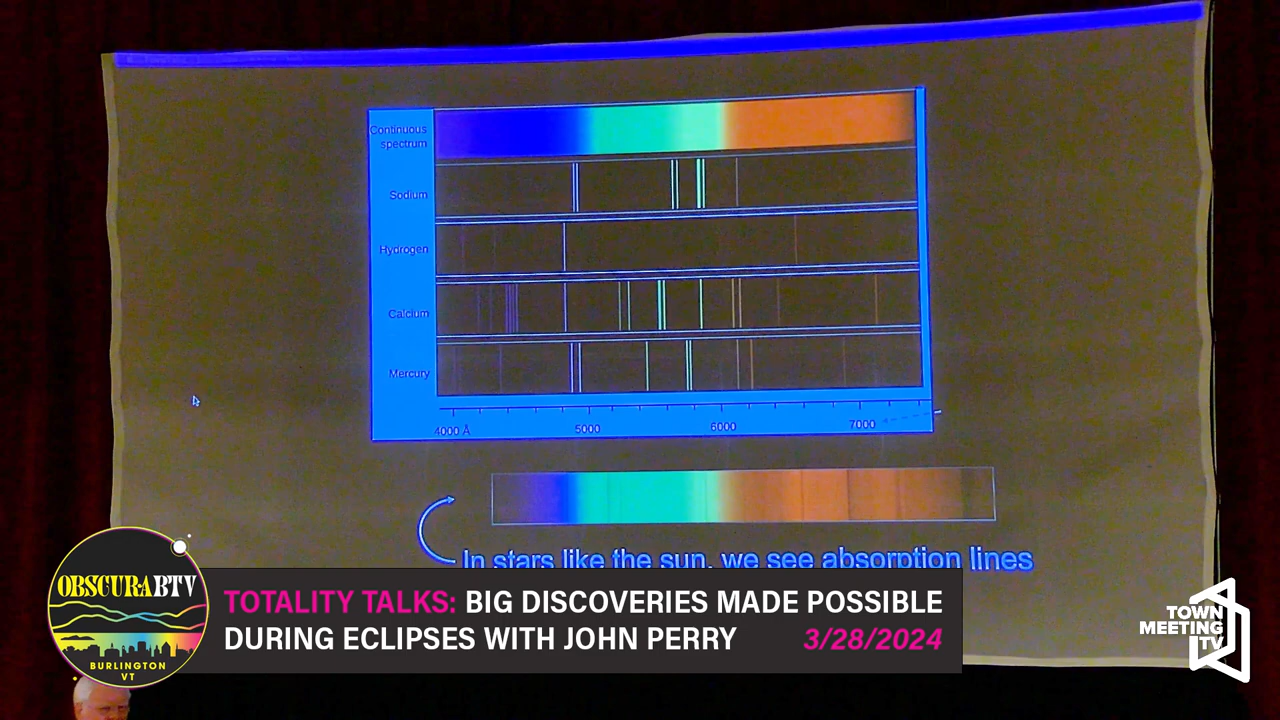 Continuous
spectrum
Sodium
Hydrogen
Calcium
Mercury
4000 Å 5000 6000 7000
In stars like the sun, we see absorption lines
OBSCURABTV
BURLINGTON
VT
TOTALITY TALKS: BIG DISCOVERIES MADE POSSIBLE
DURING ECLIPSES WITH JOHN PERRY 3/28/2024
TOWN
MEETING
TV